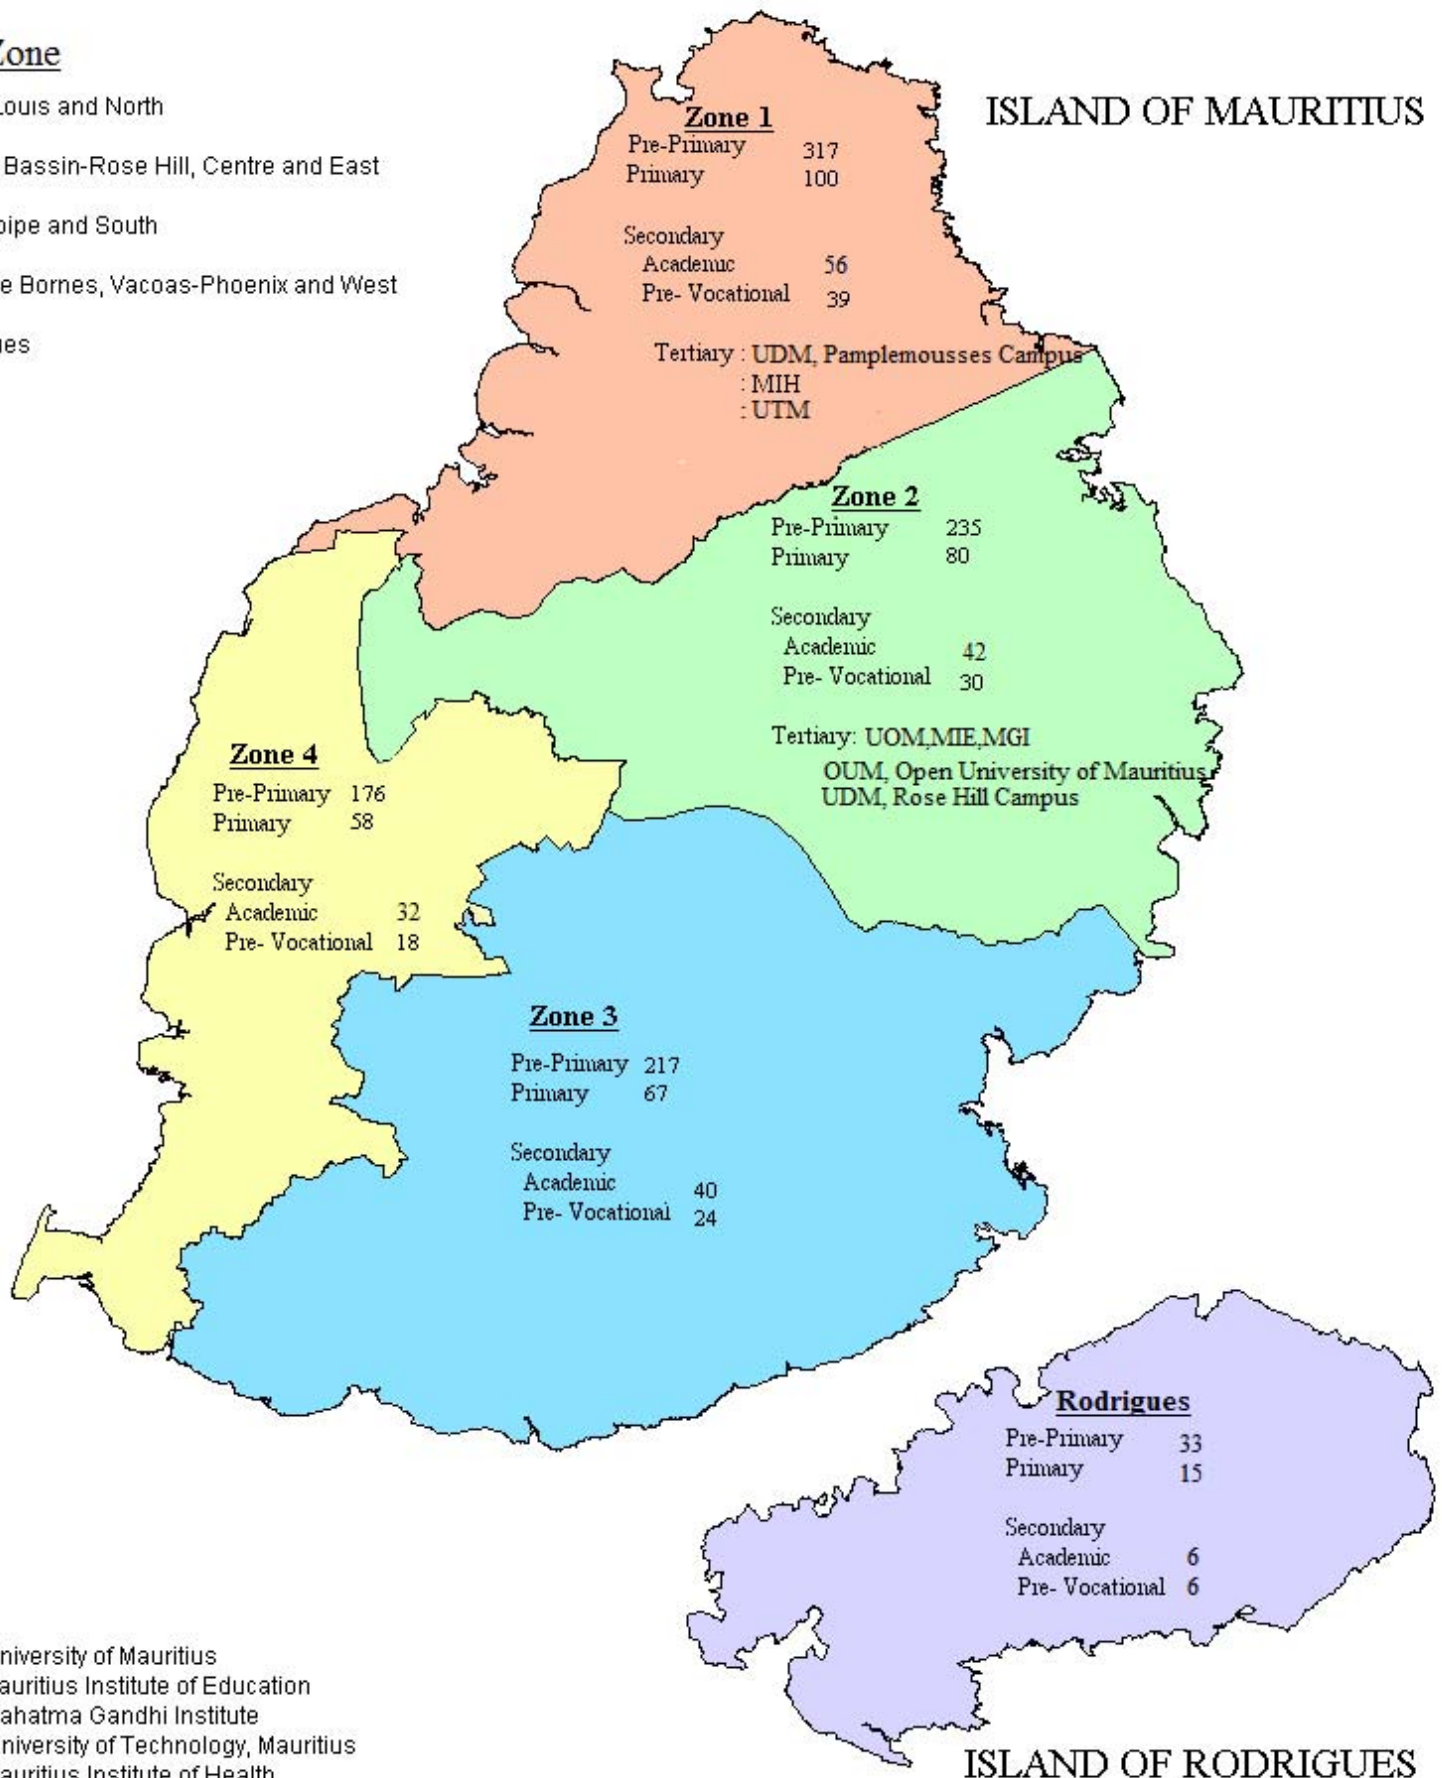 Zone
Louis and North
Bassin-Rose Hill, Centre and East
pipe and South
e Bornes, Vacoas-Phoenix and West
ues
ISLAND OF MAURITIUS
Zone 1
Pre-Primary 317
Primary 100
Secondary
Academic 56
Pre- Vocational 39
Tertiary : UDM, Pamplemousses Campus
: MIH
: UTM
Zone 2
Pre-Primary 235
Primary 80
Secondary
Academic 42
Pre- Vocational 30
Tertiary: UOM,MIE,MGI
OUM, Open University of Mauritius
UDM, Rose Hill Campus
Zone 4
Pre-Primary 176
Primary 58
Secondary
Academic 32
Pre- Vocational 18
Zone 3
Pre-Primary 217
Primary 67
Secondary
Academic 40
Pre- Vocational 24
Rodrigues
Pre-Primary 33
Primary 15
Secondary
Academic 6
Pre- Vocational 6
niversity of Mauritius
auritius Institute of Education
ahatma Gandhi Institute
niversity of Technology, Mauritius
auritius Institute of Health
ISLAND OF RODRIGUES